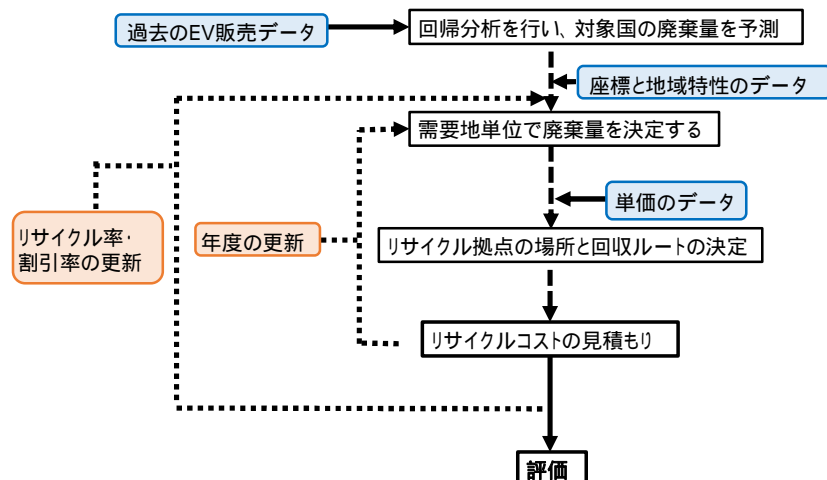 過去のEV販売データ
回帰分析を行い、対象国の廃棄量を予測
座標と地域特性のデータ
需要地単位で廃棄量を決定する
単価のデータ
リサイクル率・
割引率の更新
年度の更新
リサイクル拠点の場所と回収ルートの決定
リサイクルコストの見積もり
評価